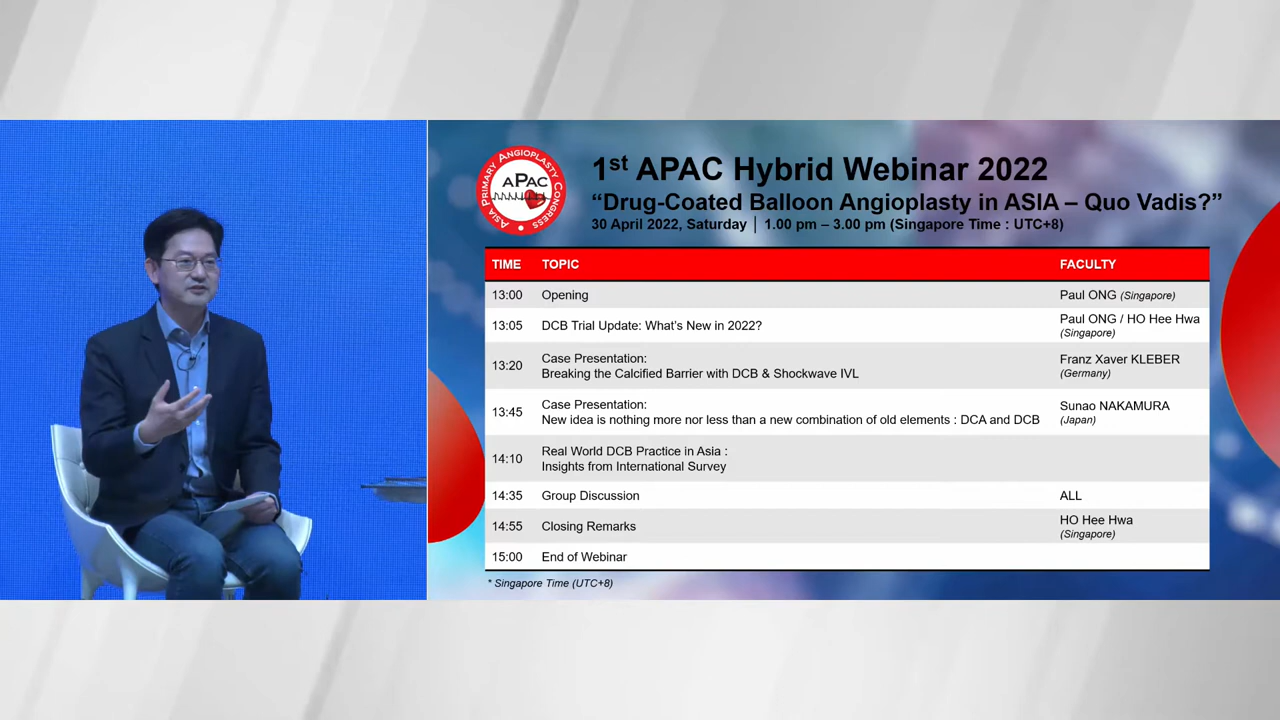 ASIA PRIMARY ANGIOPLASTY CONGRESS
APAC
1st APAC Hybrid Webinar 2022
“Drug-Coated Balloon Angioplasty in ASIA – Quo Vadis?”
30 April 2022, Saturday │ 1.00 pm – 3.00 pm (Singapore Time : UTC+8)
TIME TOPIC FACULTY
13:00 Opening Paul ONG (Singapore)
13:05 DCB Trial Update: What’s New in 2022? Paul ONG / HO Hee Hwa
(Singapore)
13:20 Case Presentation: Franz Xaver KLEBER
Breaking the Calcified Barrier with DCB & Shockwave IVL (Germany)
13:45 Case Presentation: Sunao NAKAMURA
New idea is nothing more nor less than a new combination of old elements : DCA and DCB (Japan)
14:10 Real World DCB Practice in Asia :
Insights from International Survey
14:35 Group Discussion ALL
14:55 Closing Remarks HO Hee Hwa
(Singapore)
15:00 End of Webinar
* Singapore Time (UTC+8)